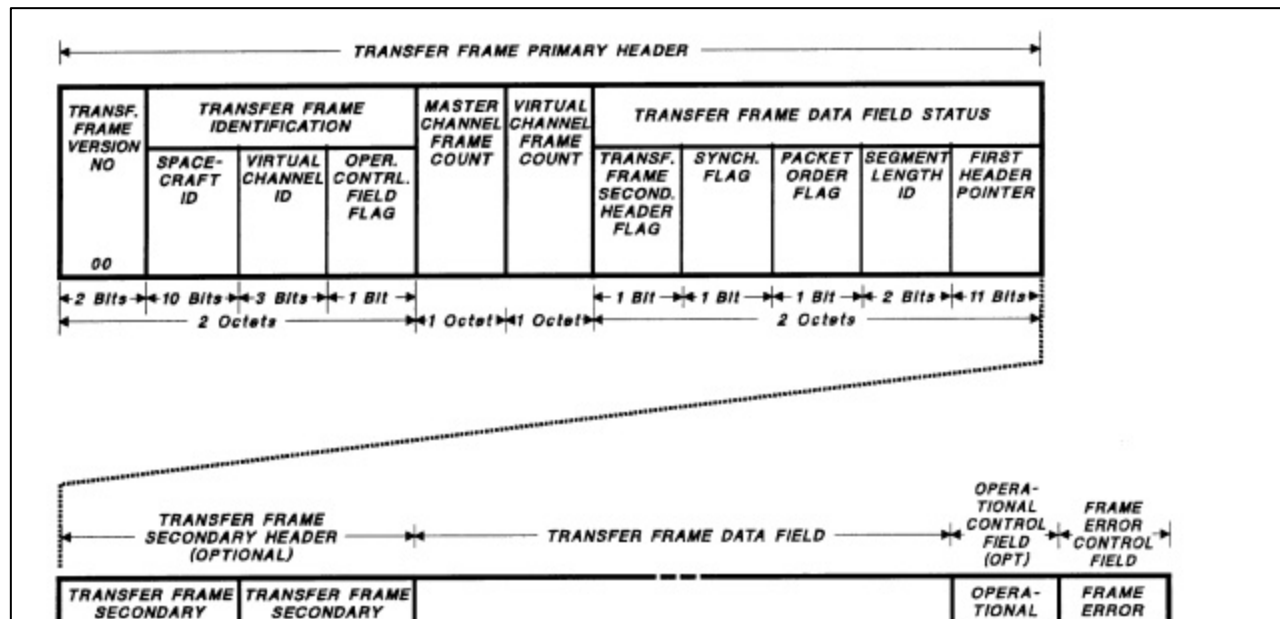 TRANSFER FRAME PRIMARY HEADER
TRANSF. FRAME VERSION NO
00
TRANSFER FRAME IDENTIFICATION
SPACE-CRAFT ID
VIRTUAL CHANNEL ID
OPER. CONTRL. FIELD FLAG
MASTER CHANNEL FRAME COUNT
VIRTUAL CHANNEL FRAME COUNT
TRANSFER FRAME DATA FIELD STATUS
TRANSF. FRAME SECOND. HEADER FLAG
SYNCH. FLAG
PACKET ORDER FLAG
SEGMENT LENGTH ID
FIRST HEADER POINTER
2 Bits
10 Bits
3 Bits
1 Bit
1 Bit
1 Bit
1 Bit
2 Bits
11 Bits
2 Octets
1 Octet
1 Octet
2 Octets
TRANSFER FRAME
SECONDARY HEADER
(OPTIONAL)
TRANSFER FRAME DATA FIELD
OPERA-
TIONAL
CONTROL
FIELD
(OPT)
FRAME
ERROR
CONTROL
FIELD
TRANSFER FRAME
SECONDARY
TRANSFER FRAME
SECONDARY
OPERA-
TIONAL
FRAME
ERROR